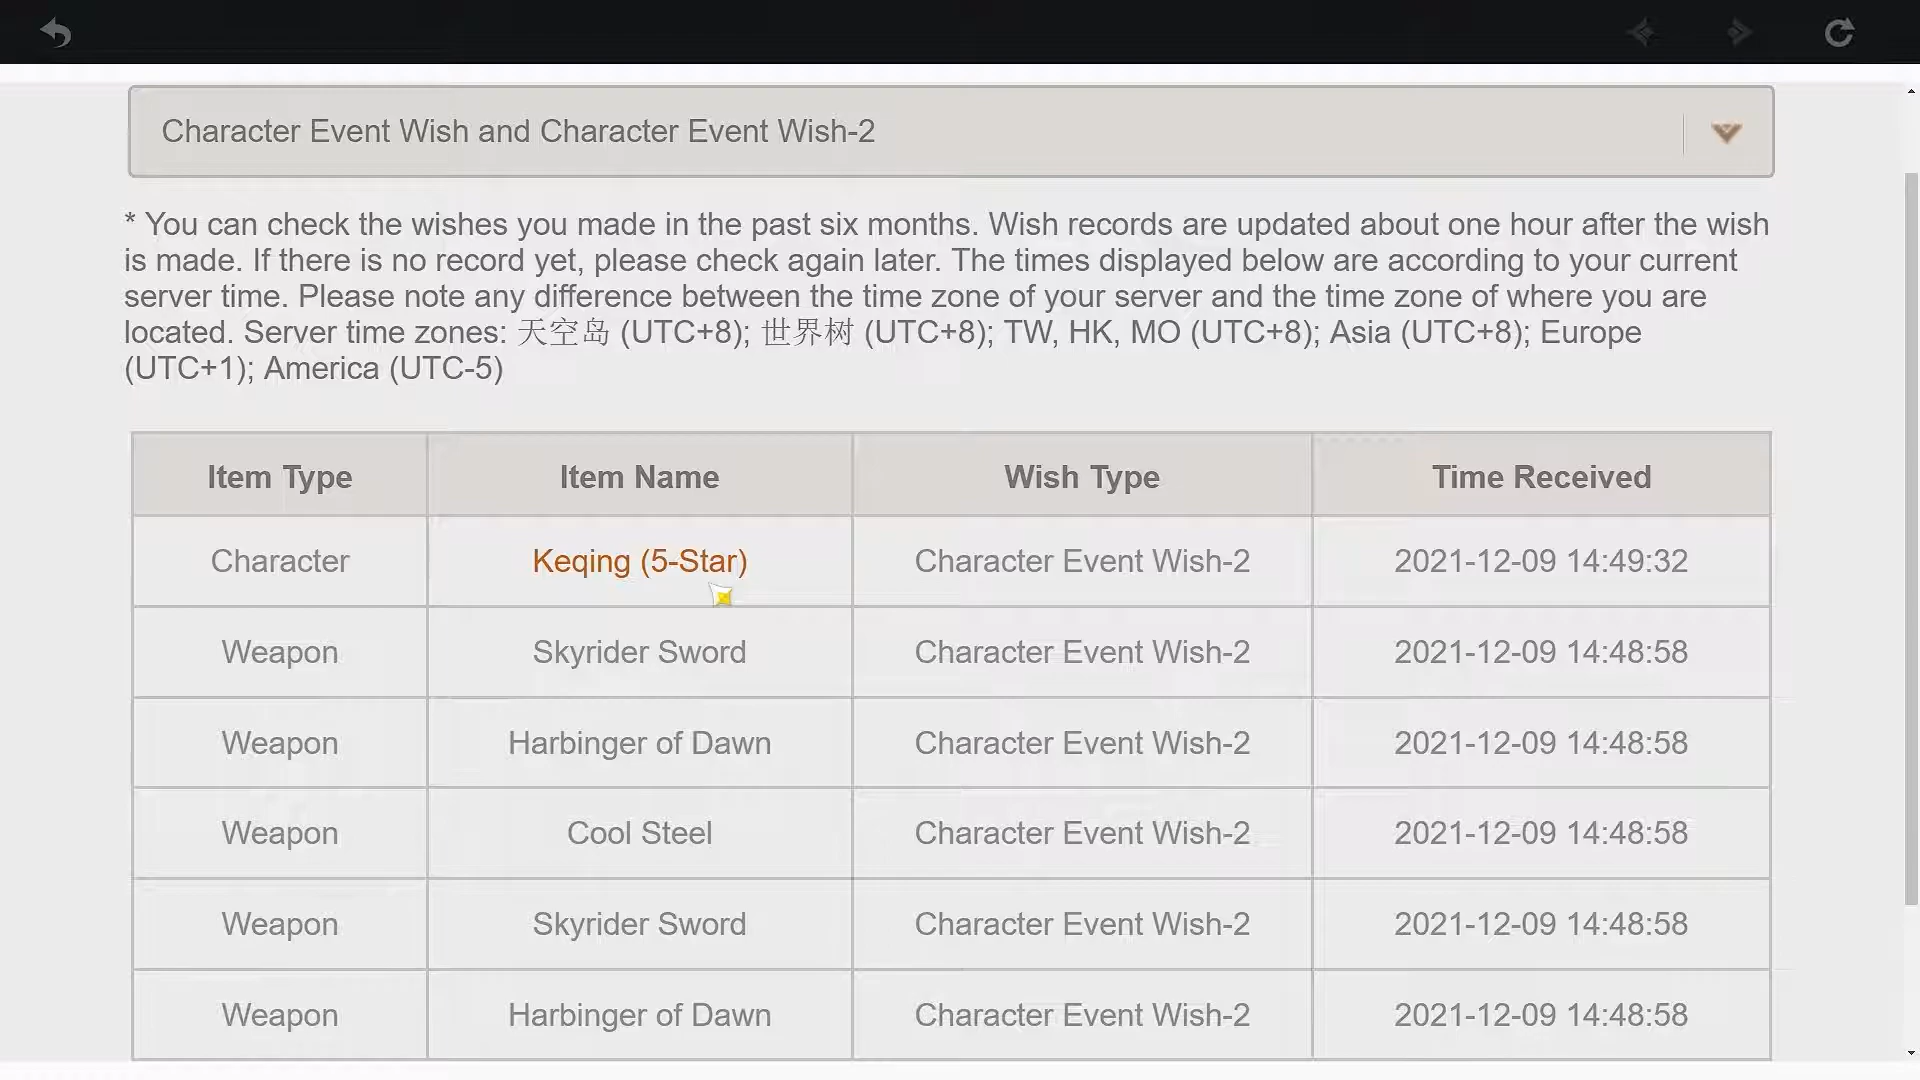 Character Event Wish and Character Event Wish-2
* You can check the wishes you made in the past six months. Wish records are updated about one hour after the wish
is made. If there is no record yet, please check again later. The times displayed below are according to your current
server time. Please note any difference between the time zone of your server and the time zone of where you are
located. Server time zones: 天空岛 (UTC+8); 世界树 (UTC+8); TW, HK, MO (UTC+8); Asia (UTC+8); Europe
(UTC+1); America (UTC-5)
Item Type Item Name Wish Type Time Received
Character Keqing (5-Star) Character Event Wish-2 2021-12-09 14:49:32
Weapon Skyrider Sword Character Event Wish-2 2021-12-09 14:48:58
Weapon Harbinger of Dawn Character Event Wish-2 2021-12-09 14:48:58
Weapon Cool Steel Character Event Wish-2 2021-12-09 14:48:58
Weapon Skyrider Sword Character Event Wish-2 2021-12-09 14:48:58
Weapon Harbinger of Dawn Character Event Wish-2 2021-12-09 14:48:58